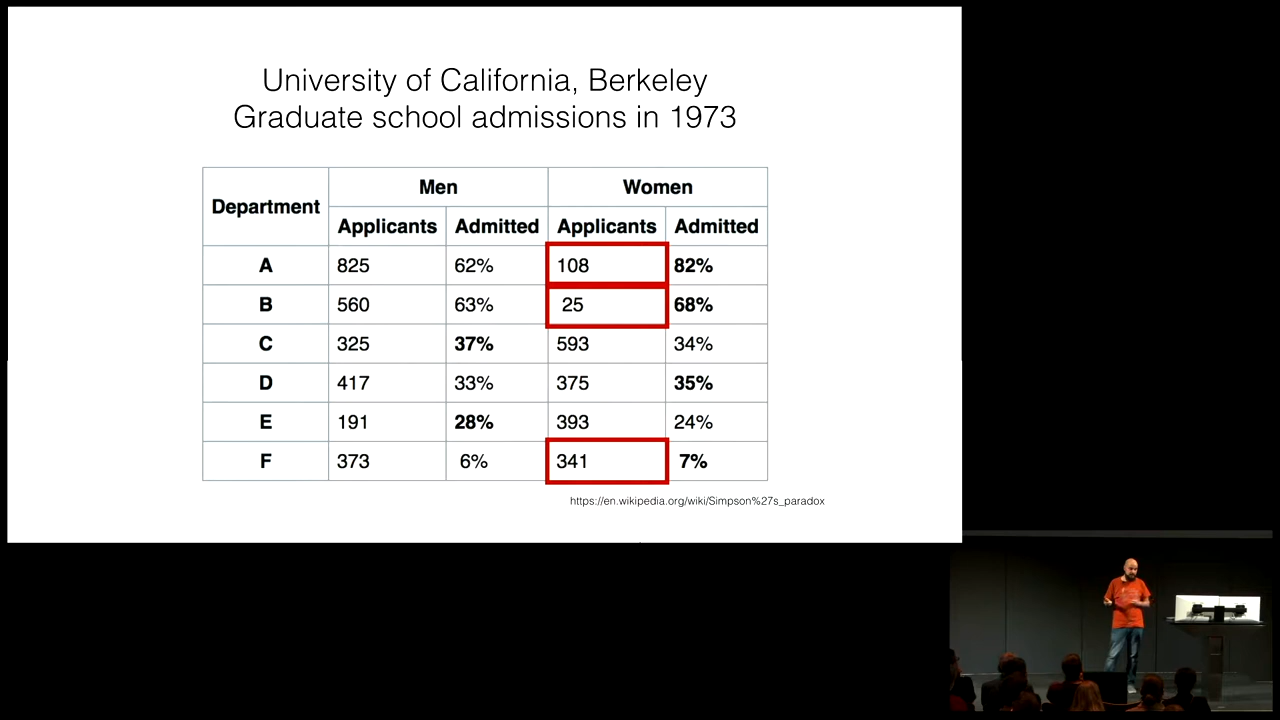 University of California, Berkeley
Graduate school admissions in 1973
Department Men Women
Applicants Admitted Applicants Admitted
A 825 62% 108 82%
B 560 63% 25 68%
C 325 37% 593 34%
D 417 33% 375 35%
E 191 28% 393 24%
F 373 6% 341 7%
https://en.wikipedia.org/wiki/Simpson%27s_paradox